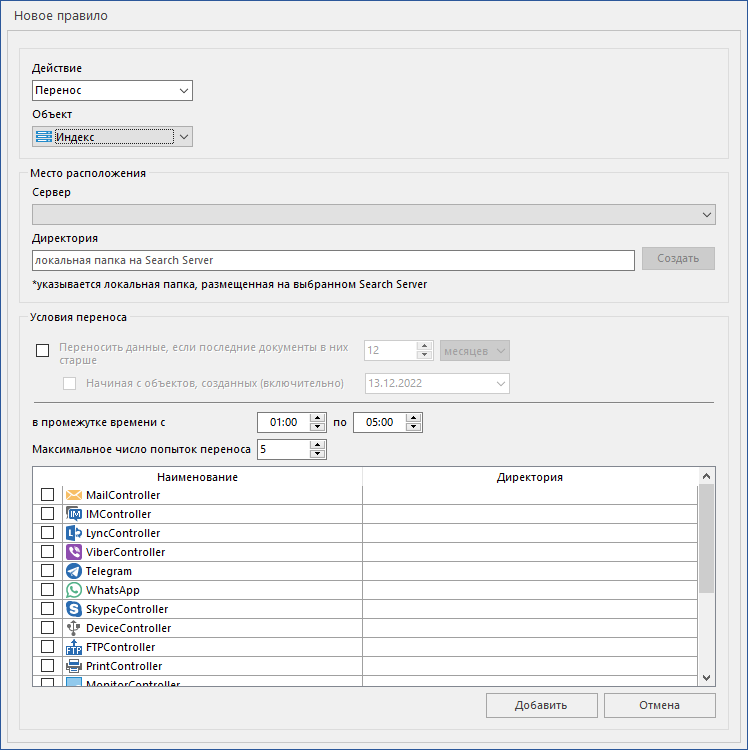 Новое правило
Действие
Перенос
Объект
Индекс
Место расположения
Сервер
Директория
локальная папка на Search Server
Создать
*указывается локальная папка, размещенная на выбранном Search Server
Условия переноса
Переносить данные, если последние документы в них
старше
12
месяцев
Начиная с объектов, созданных (включительно)
13.12.2022
в промежутке времени с 01:00 по 05:00
Максимальное число попыток переноса 5
Наименование Директория
MailController
IM IMController
LyncController
ViberController
Telegram
WhatsApp
SkypeController
DeviceController
FTP FTPController
PrintController
MonitorController
Добавить Отмена